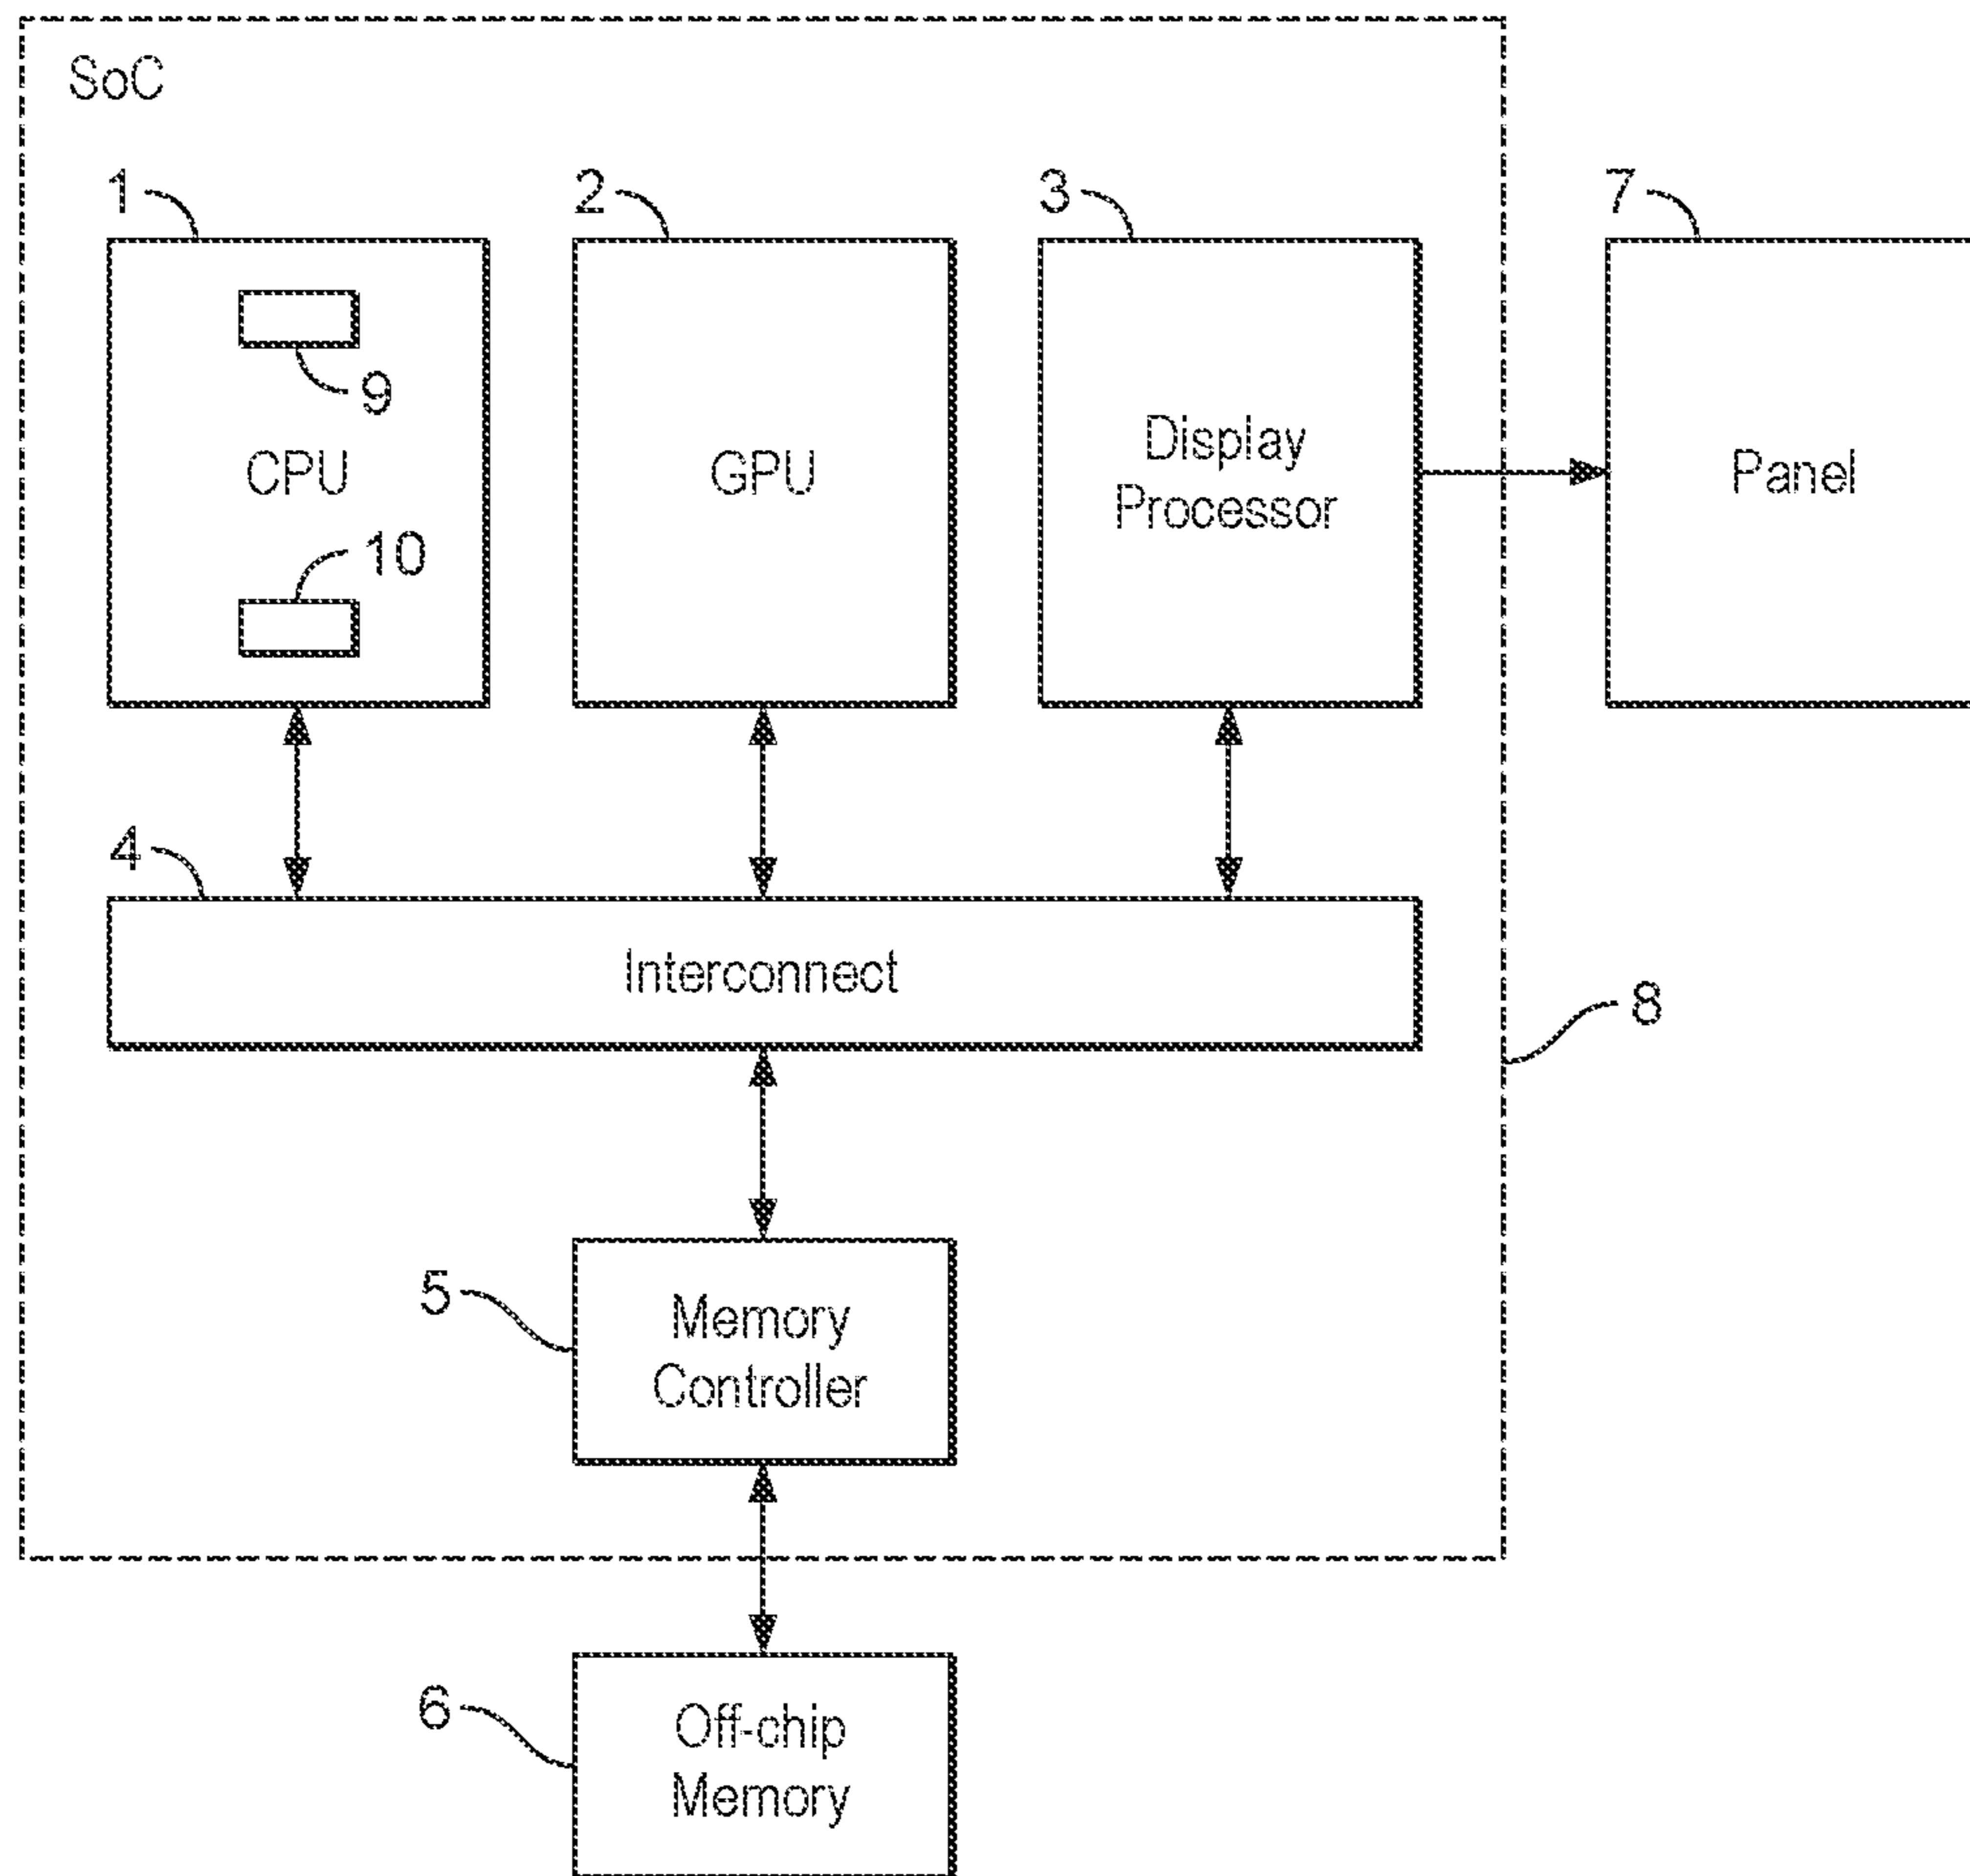 SoC
1
2
3
7
9
CPU
GPU
Display
Processor
Panel
10
4
Interconnect
8
5
Memory
Controller
6
Off-chip
Memory